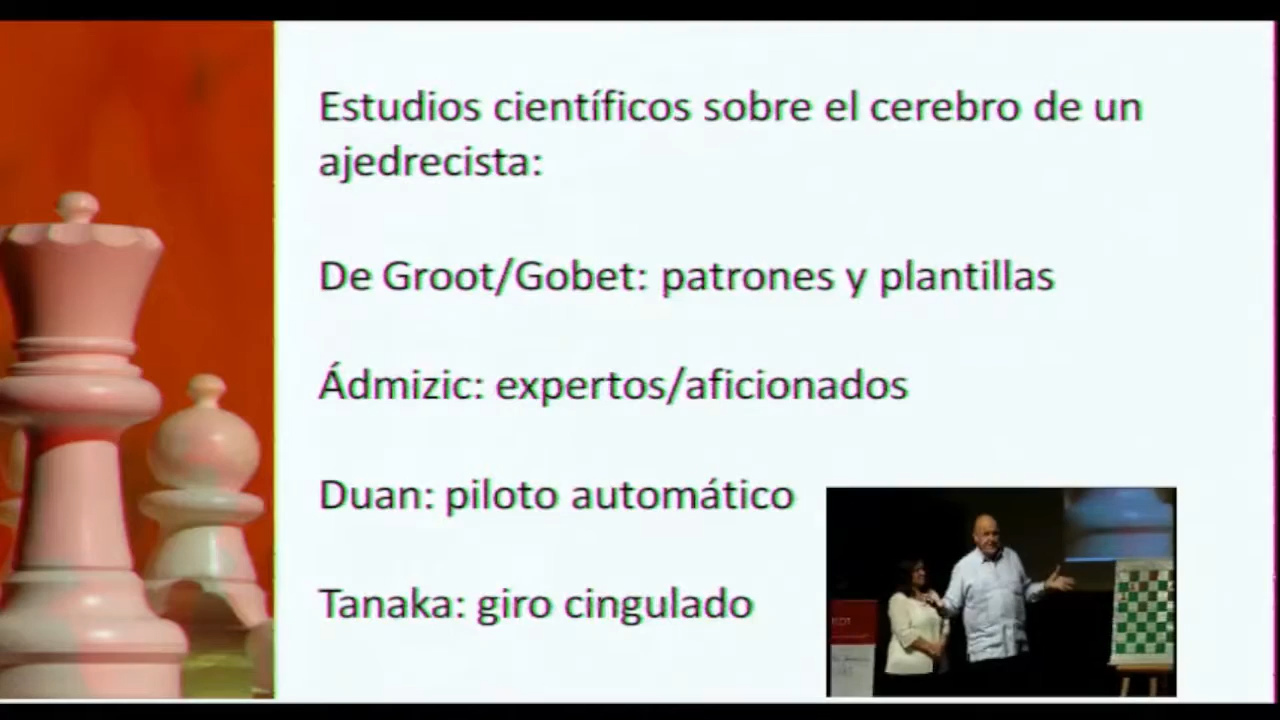 Estudios científicos sobre el cerebro de un
ajedrecista:
De Groot/Gobet: patrones y plantillas
Ádmizic: expertos/aficionados
Duan: piloto automático
Tanaka: giro cingulado